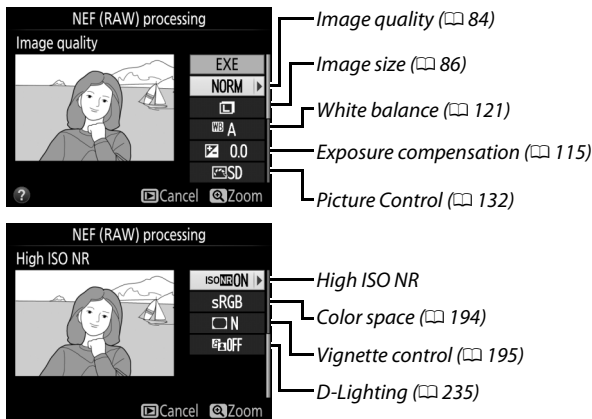 NEF (RAW) processing
Image quality
EXE
NORM
L
WB A
0.0
SD
? Cancel Zoom
Image quality (84)
Image size (86)
White balance (121)
Exposure compensation (115)
Picture Control (132)
NEF (RAW) processing
High ISO NR
ISO NR ON
sRGB
N
OFF
Cancel Zoom
High ISO NR
Color space (194)
Vignette control (195)
D-Lighting (235)